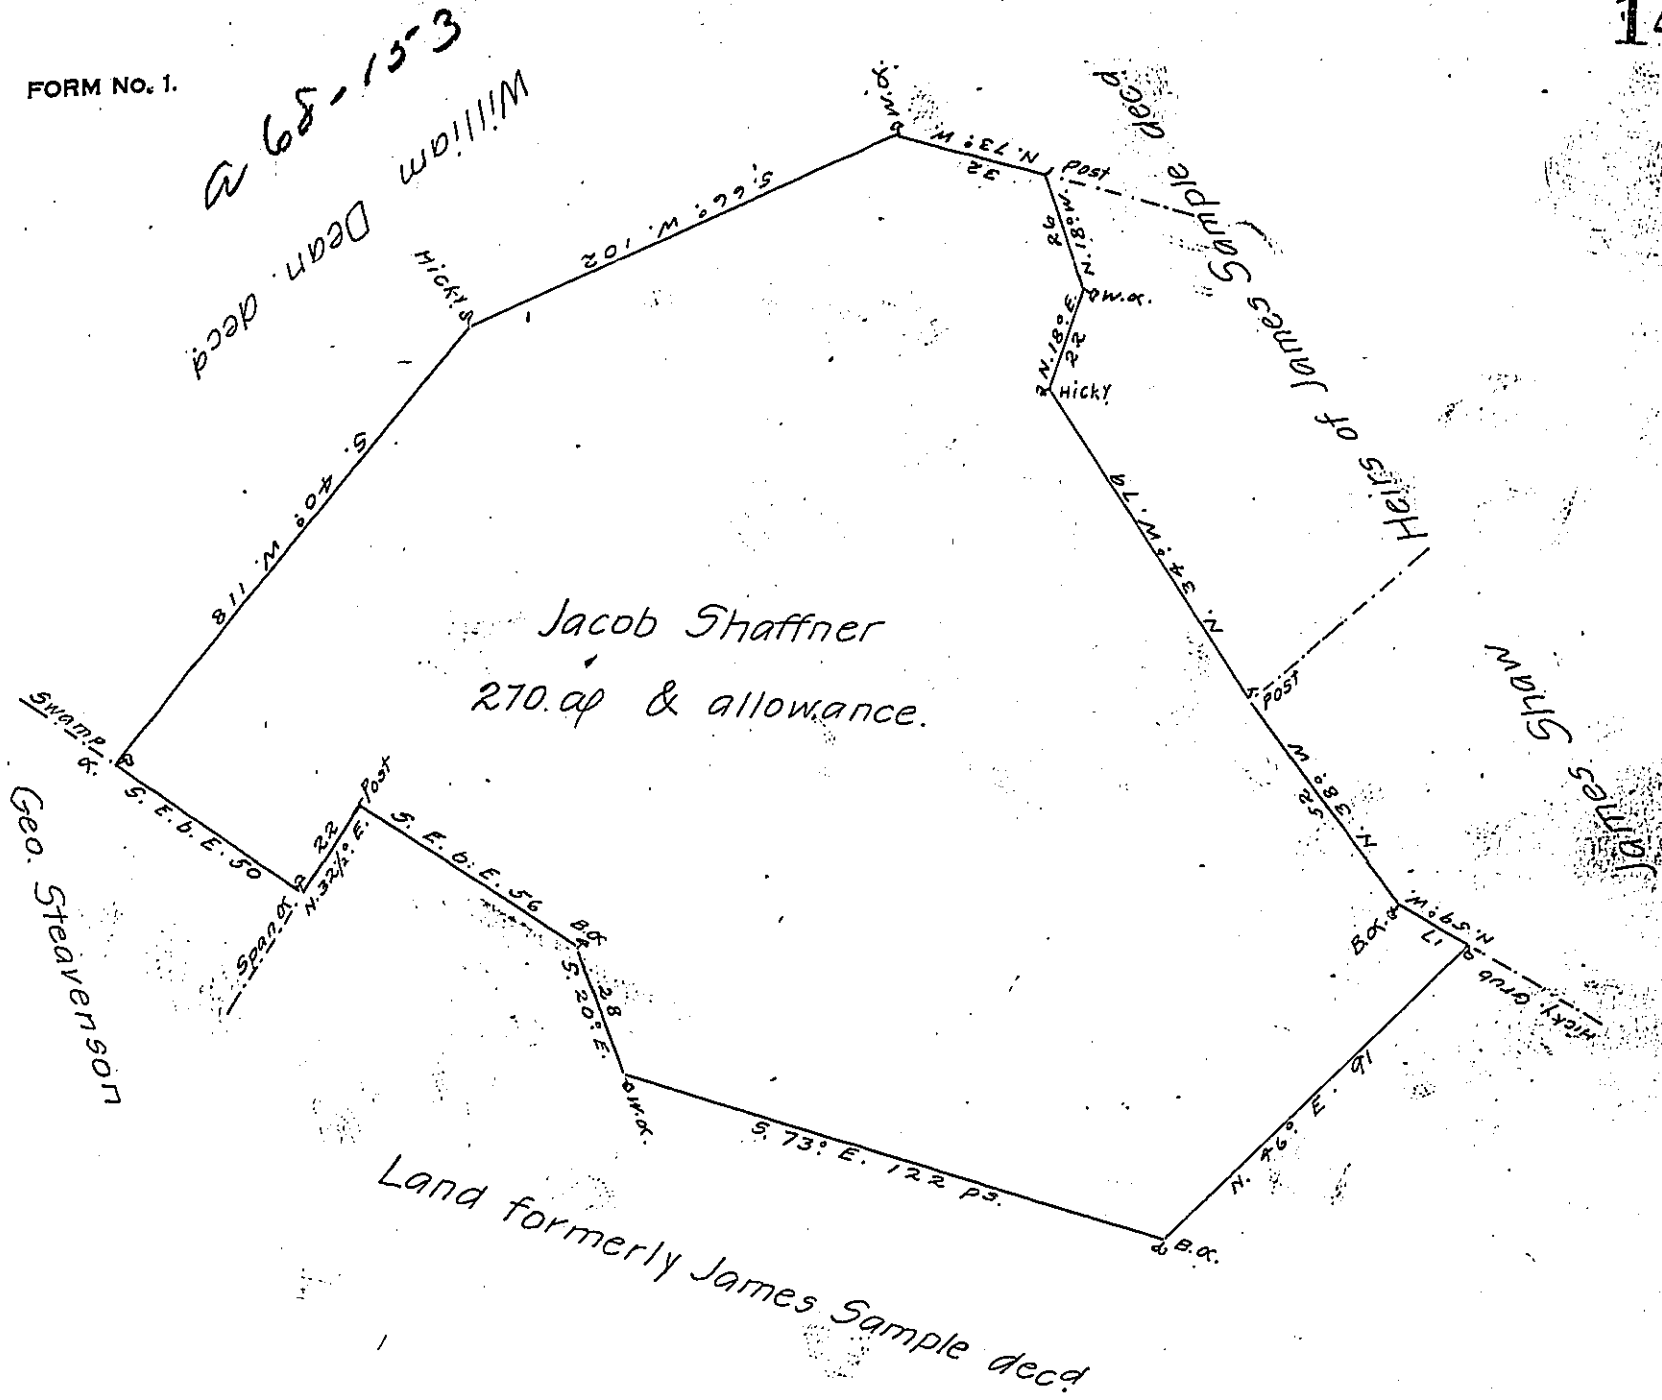 14
FORM No. 1.
a 68-153
William Dean. decd
W.O.
S. 66° W. 102
N. 73° W
32
Post
Heirs of James Sample decd
N. 18° W.
26
W.O.
N. 18° E.
22
Hicky
Hicky
N. 34° W. 79
Post
S. 40° W. 118
Jacob Shaffner
270. ap & allowance.
James Shaw
N. 38° W
52
Swamp O.
S. E. b. E. 50
Geo. Steavenson
Span. O.
22
N. 32½° E.
Post
S. E. b. E. 56
B.O.
28
S. 20° E.
W.O.
B.O.
N. 59° W.
17
Hicky. Grub
N. 46° E. 91
S. 73° E. 122 ps.
B.O.
Land formerly James Sample decd